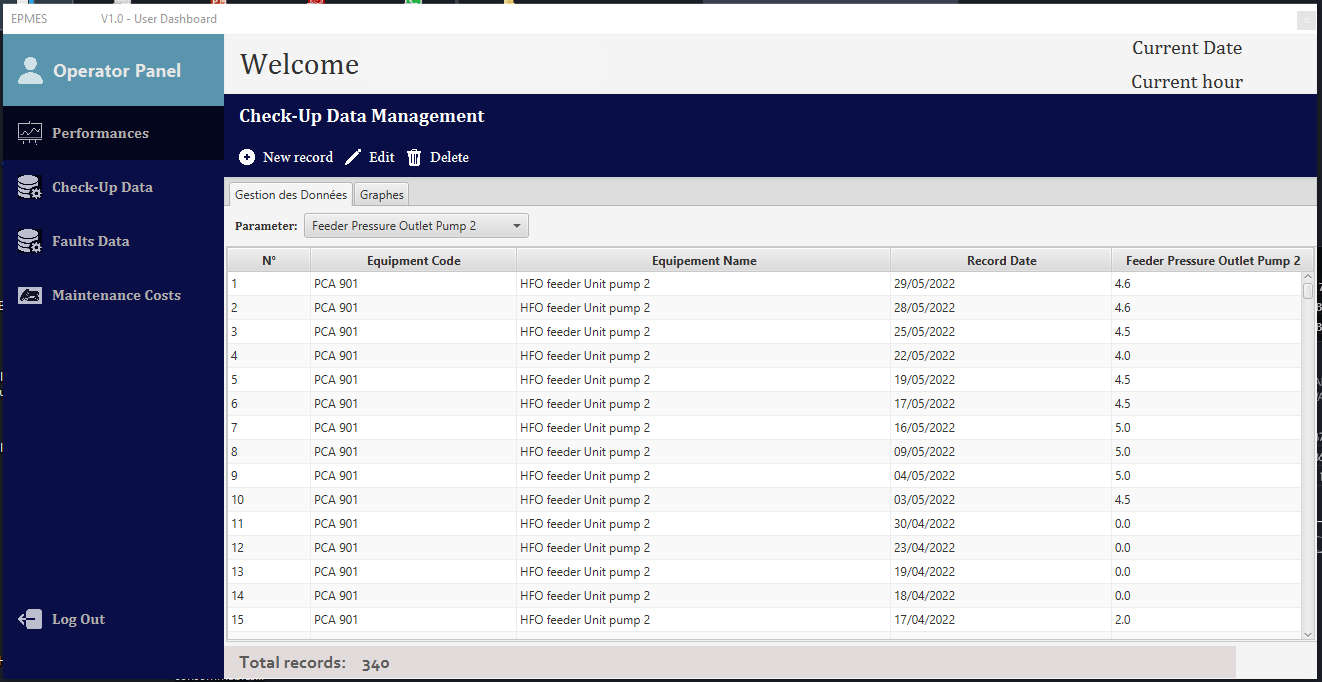 EPMES V1.0 - User Dashboard
Operator Panel
Welcome
Current Date
Current hour
Performances
Check-Up Data
Faults Data
Maintenance Costs
Log Out
Check-Up Data Management
New record Edit Delete
Gestion des Données Graphes
Parameter: Feeder Pressure Outlet Pump 2
N° Equipment Code Equipement Name Record Date Feeder Pressure Outlet Pump 2
1 PCA 901 HFO feeder Unit pump 2 29/05/2022 4.6
2 PCA 901 HFO feeder Unit pump 2 28/05/2022 4.6
3 PCA 901 HFO feeder Unit pump 2 25/05/2022 4.5
4 PCA 901 HFO feeder Unit pump 2 22/05/2022 4.0
5 PCA 901 HFO feeder Unit pump 2 19/05/2022 4.5
6 PCA 901 HFO feeder Unit pump 2 17/05/2022 4.5
7 PCA 901 HFO feeder Unit pump 2 16/05/2022 5.0
8 PCA 901 HFO feeder Unit pump 2 09/05/2022 5.0
9 PCA 901 HFO feeder Unit pump 2 04/05/2022 5.0
10 PCA 901 HFO feeder Unit pump 2 03/05/2022 4.5
11 PCA 901 HFO feeder Unit pump 2 30/04/2022 0.0
12 PCA 901 HFO feeder Unit pump 2 23/04/2022 0.0
13 PCA 901 HFO feeder Unit pump 2 19/04/2022 0.0
14 PCA 901 HFO feeder Unit pump 2 18/04/2022 0.0
15 PCA 901 HFO feeder Unit pump 2 17/04/2022 2.0
Total records: 340